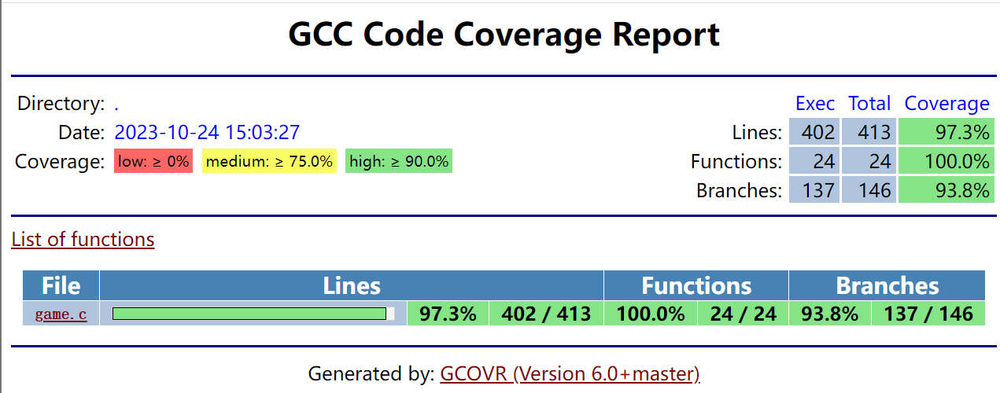 GCC Code Coverage Report
Directory: .
Date: 2023-10-24 15:03:27
Coverage: low: ≥ 0% medium: ≥ 75.0% high: ≥ 90.0%
Exec Total Coverage
Lines: 402 413 97.3%
Functions: 24 24 100.0%
Branches: 137 146 93.8%
List of functions
File Lines Functions Branches
game.c 97.3% 402 / 413 100.0% 24 / 24 93.8% 137 / 146
Generated by: GCOVR (Version 6.0+master)